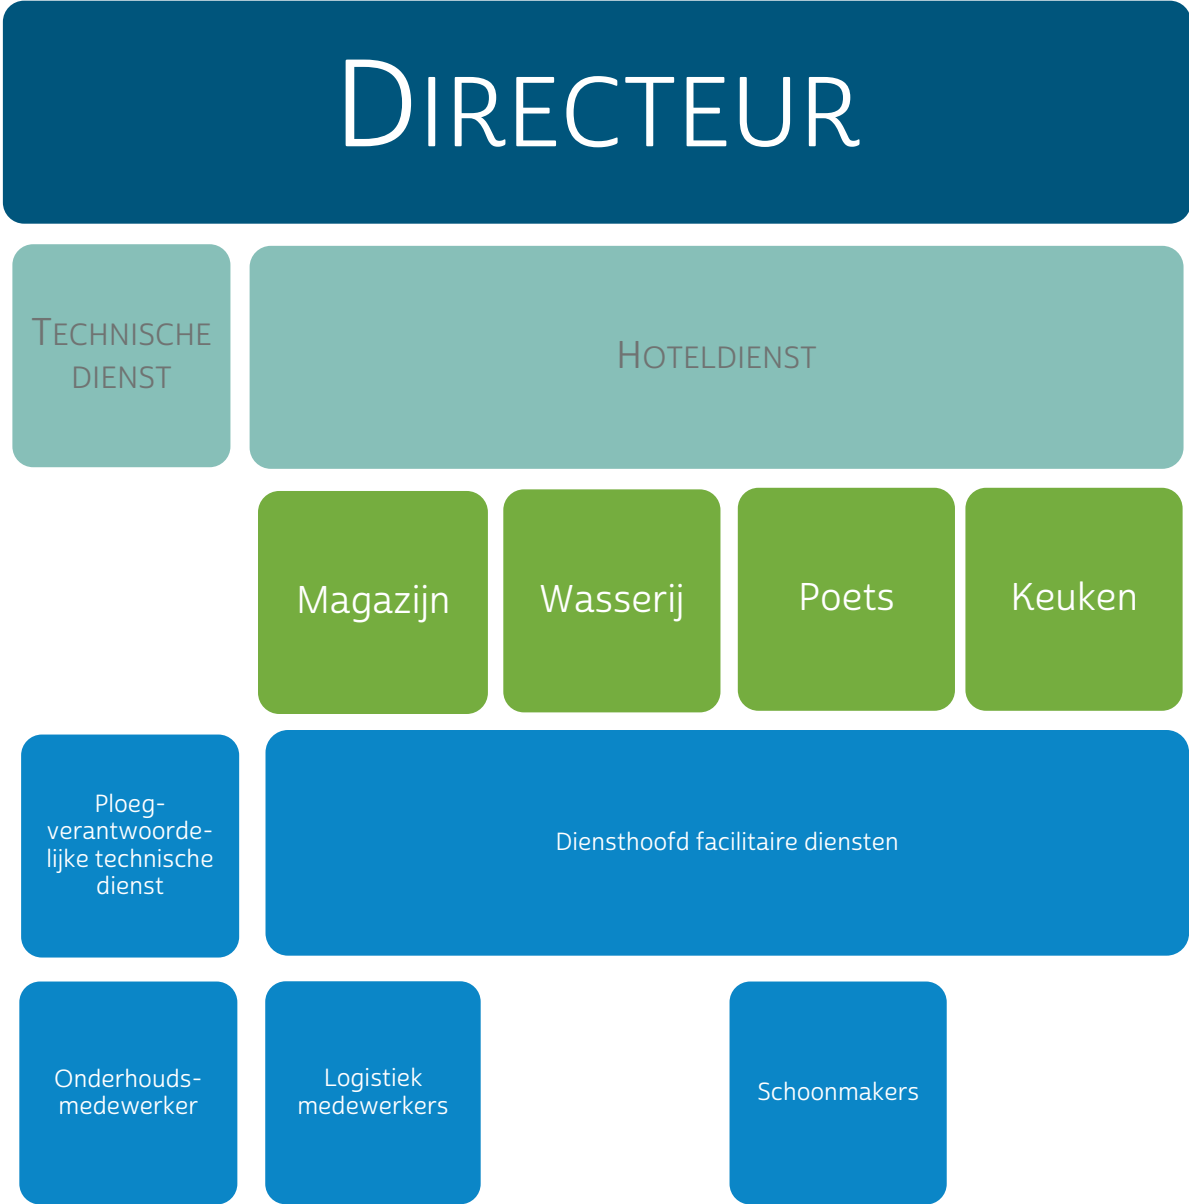 DIRECTEUR
TECHNISCHE
DIENST
HOTELDIENST
Magazijn
Wasserij
Poets
Keuken
Ploeg-
verantwoorde-
lijke technische
dienst
Diensthoofd facilitaire diensten
Onderhouds-
medewerker
Logistiek
medewerkers
Schoonmakers